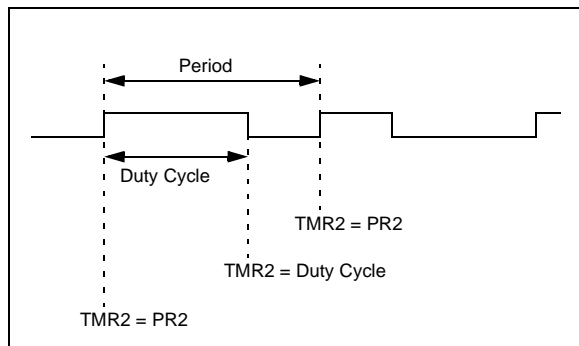 Period
Duty Cycle
TMR2 = PR2
TMR2 = Duty Cycle
TMR2 = PR2